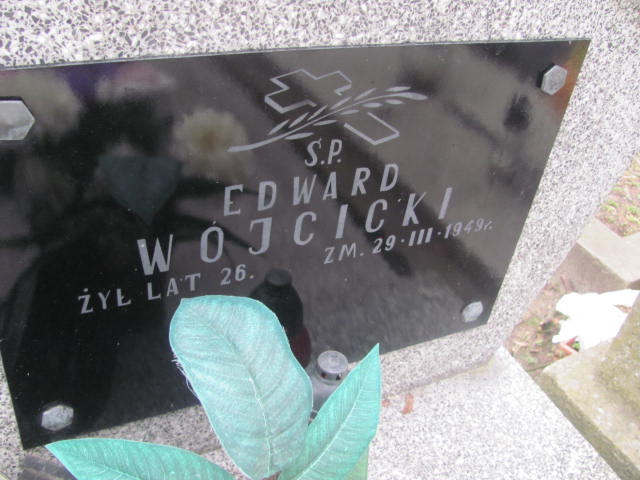 Ś.P.
EDWARD
WÓJCICKI
ŻYŁ LAT 26. ZM. 29·III·1949r.